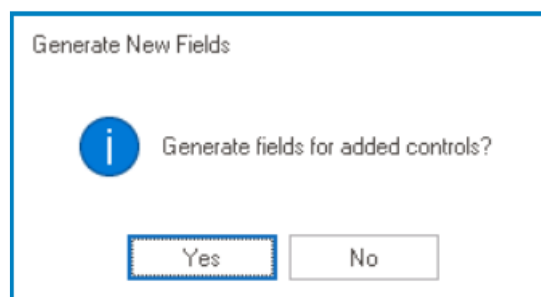 Generate New Fields
Generate fields for added controls?
Yes No